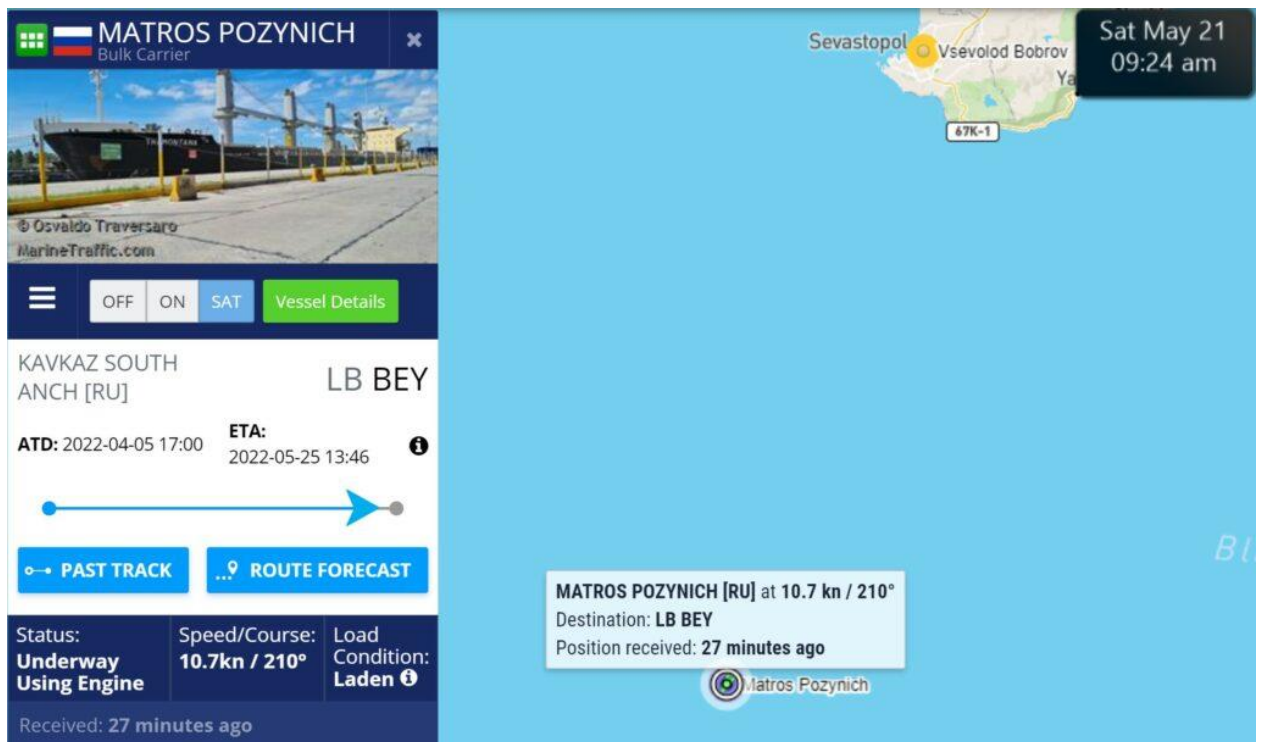 MATROS POZYNICH
Bulk Carrier
TRAMONTANA
© Osvaldo Traversaro
MarineTraffic.com
OFF ON SAT Vessel Details
KAVKAZ SOUTH
ANCH [RU]
LB BEY
ATD: 2022-04-05 17:00
ETA:
2022-05-25 13:46
PAST TRACK
ROUTE FORECAST
Status:
Underway
Using Engine
Speed/Course:
10.7kn / 210°
Load
Condition:
Laden
Received: 27 minutes ago
Sevastopol
Vsevolod Bobrov
Ya
67K-1
Sat May 21
09:24 am
Bl
MATROS POZYNICH [RU] at 10.7 kn / 210°
Destination: LB BEY
Position received: 27 minutes ago
Matros Pozynich